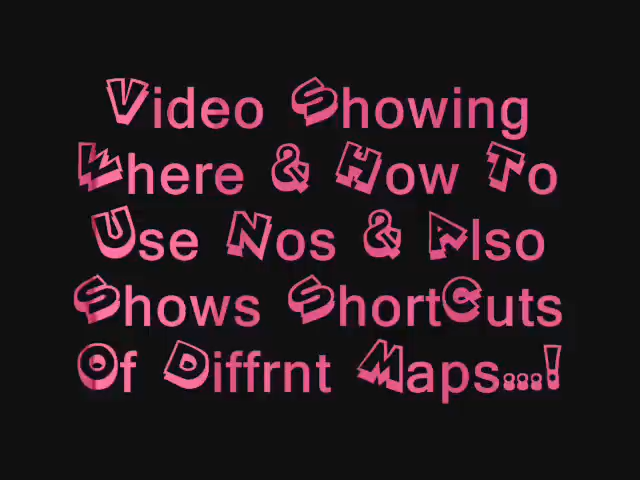 Video Showing
Where & How To
Use Nos & Also
Shows ShortCuts
Of Diffrnt Maps...!